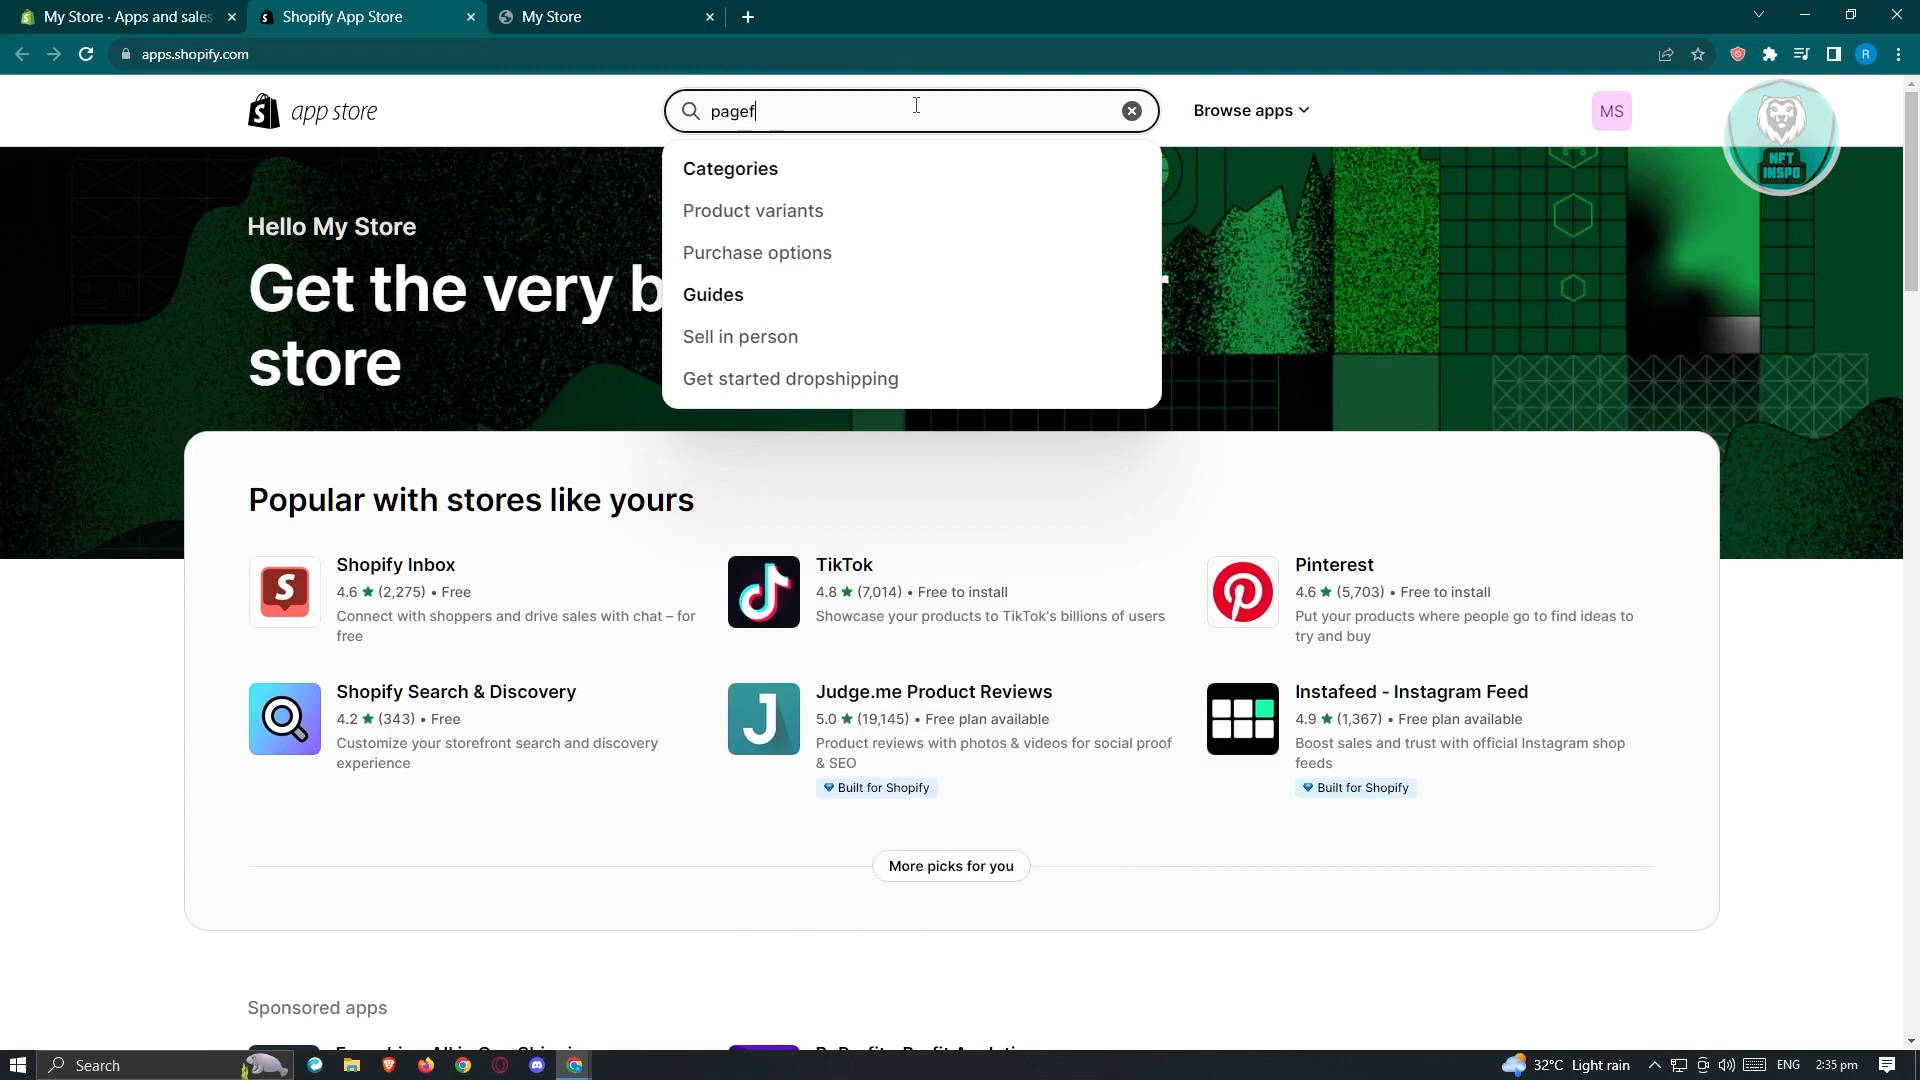 My Store · Apps and sales
Shopify App Store
My Store
apps.shopify.com
R
app store
pagef
Browse apps
MS
NFT
INSPO
Categories
Product variants
Purchase options
Guides
Sell in person
Get started dropshipping
Hello My Store
Get the very b
store
Popular with stores like yours
Shopify Inbox
4.6 ★ (2,275) • Free
Connect with shoppers and drive sales with chat – for
free
TikTok
4.8 ★ (7,014) • Free to install
Showcase your products to TikTok's billions of users
Pinterest
4.6 ★ (5,703) • Free to install
Put your products where people go to find ideas to
try and buy
Shopify Search & Discovery
4.2 ★ (343) • Free
Customize your storefront search and discovery
experience
Judge.me Product Reviews
5.0 ★ (19,145) • Free plan available
Product reviews with photos & videos for social proof
& SEO
Built for Shopify
Instafeed - Instagram Feed
4.9 ★ (1,367) • Free plan available
Boost sales and trust with official Instagram shop
feeds
Built for Shopify
More picks for you
Sponsored apps
Search
32°C Light rain
ENG
2:35 pm